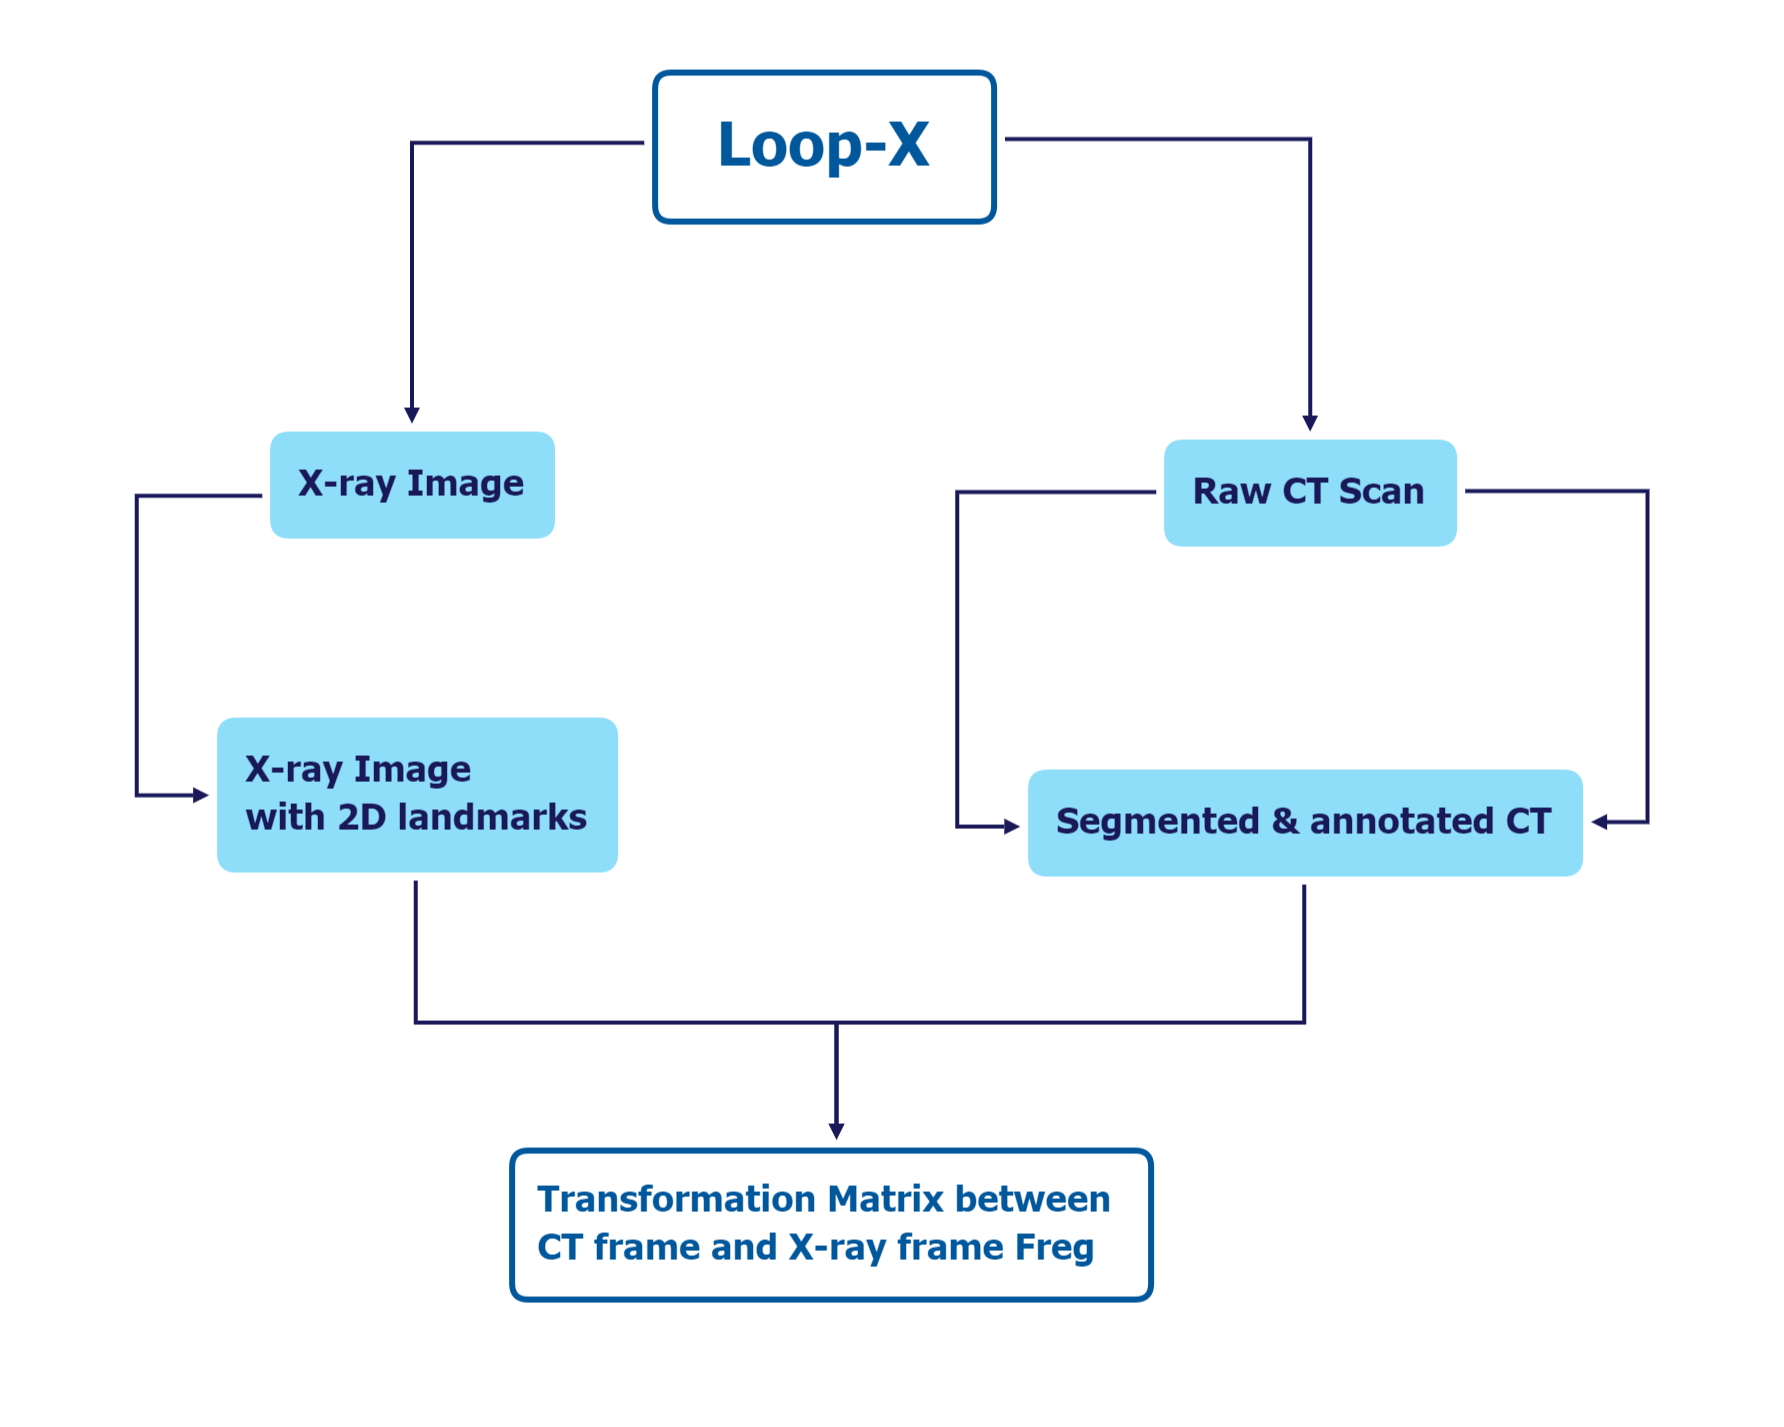 Loop-X
X-ray Image
Raw CT Scan
X-ray Image
with 2D landmarks
Segmented & annotated CT
Transformation Matrix between
CT frame and X-ray frame Freg